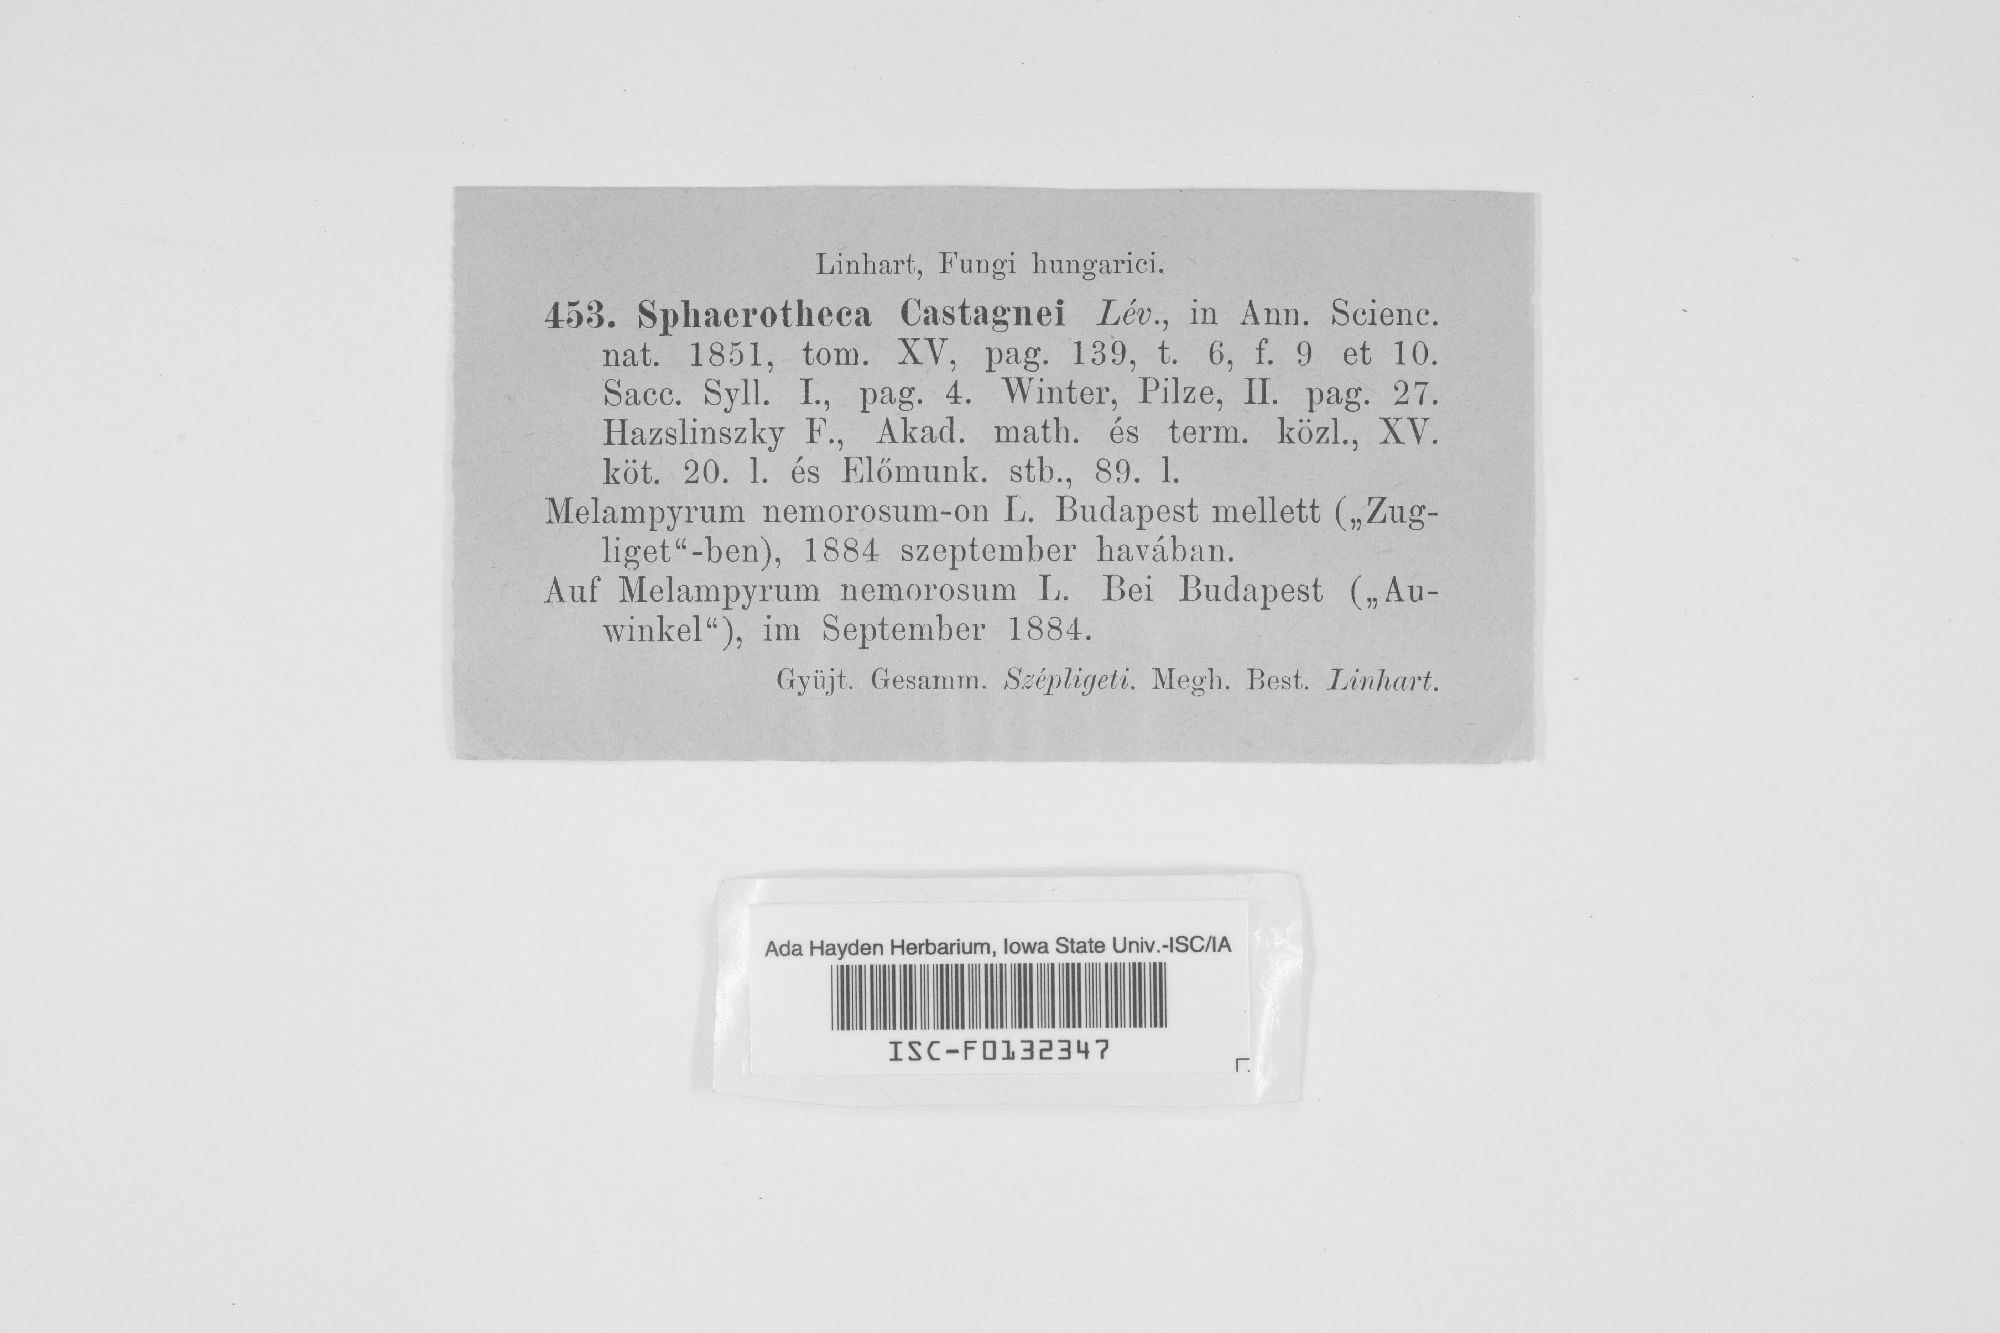 Linhart, Fungi hungarici.
453. Sphaerotheca Castagnei Lév., in Ann. Scienc.
nat. 1851, tom. XV, pag. 139, t. 6, f. 9 et 10.
Sacc. Syll. I., pag. 4. Winter, Pilze, II. pag. 27.
Hazslinszky F., Akad. math. és term. közl., XV.
köt. 20. l. és Előmunk. stb., 89. l.
Melampyrum nemorosum-on L. Budapest mellett („Zug-
liget“-ben), 1884 szeptember havában.
Auf Melampyrum nemorosum L. Bei Budapest („Au-
winkel“), im September 1884.
Gyüjt. Gesamm. Szépligeti. Megh. Best. Linhart.
Ada Hayden Herbarium, Iowa State Univ.-ISC/IA
ISC-F0132347